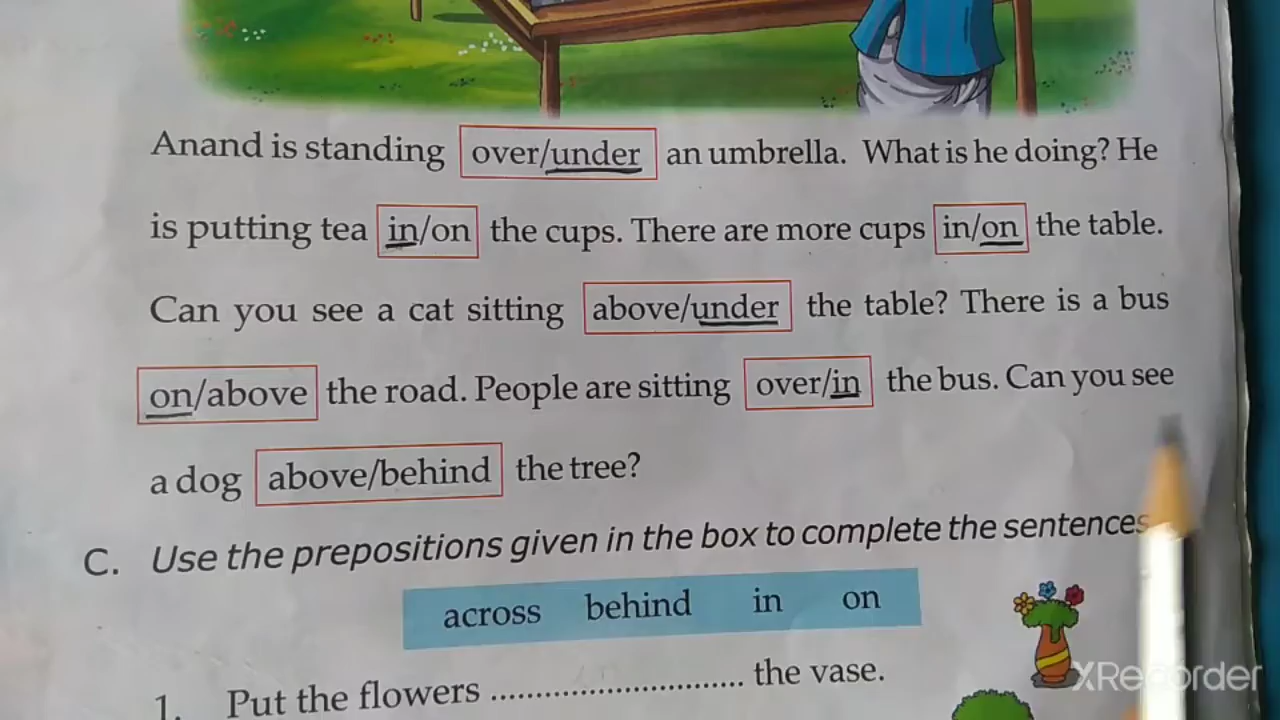 Anand is standing over/under an umbrella. What is he doing? He
is putting tea in/on the cups. There are more cups in/on the table.
Can you see a cat sitting above/under the table? There is a bus
on/above the road. People are sitting over/in the bus. Can you see
a dog above/behind the tree?
C. Use the prepositions given in the box to complete the sentences
across behind in on
1. Put the flowers ............................ the vase.
XRecorder